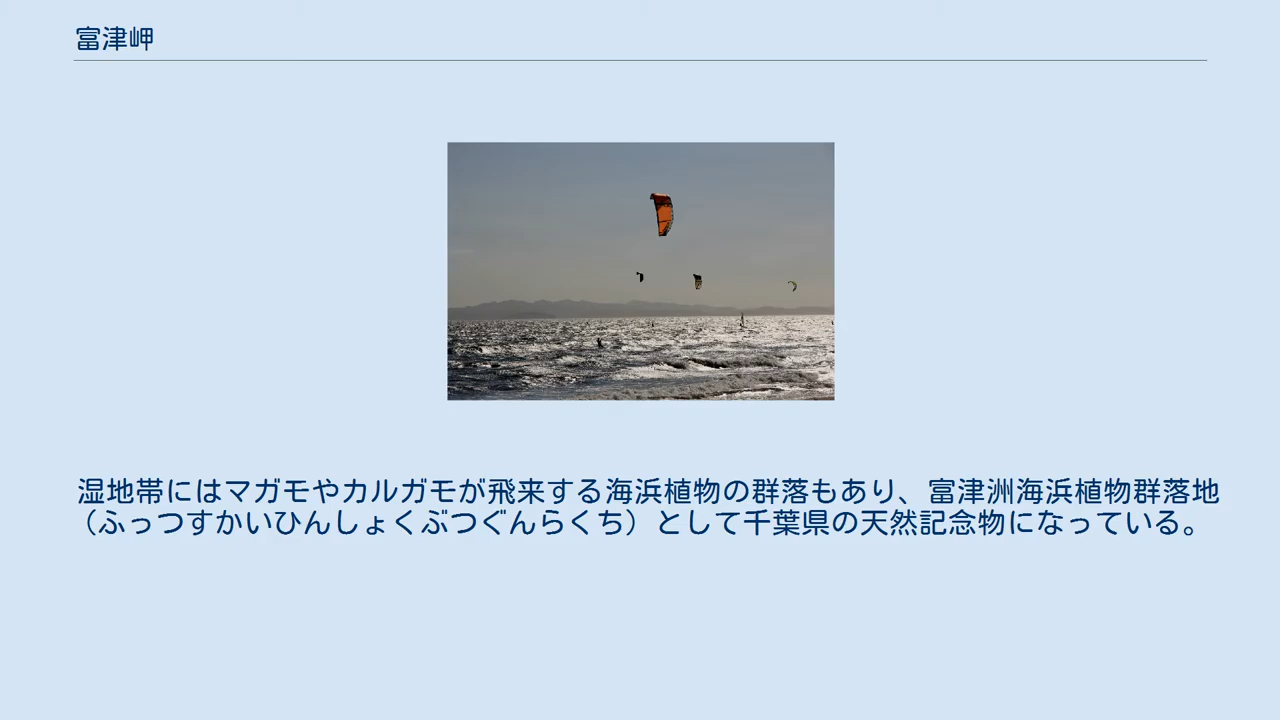 富津岬
湿地帯にはマガモやカルガモが飛来する海浜植物の群落もあり、富津洲海浜植物群落地
（ふっつすかいひんしょくぶつぐんらくち）として千葉県の天然記念物になっている。